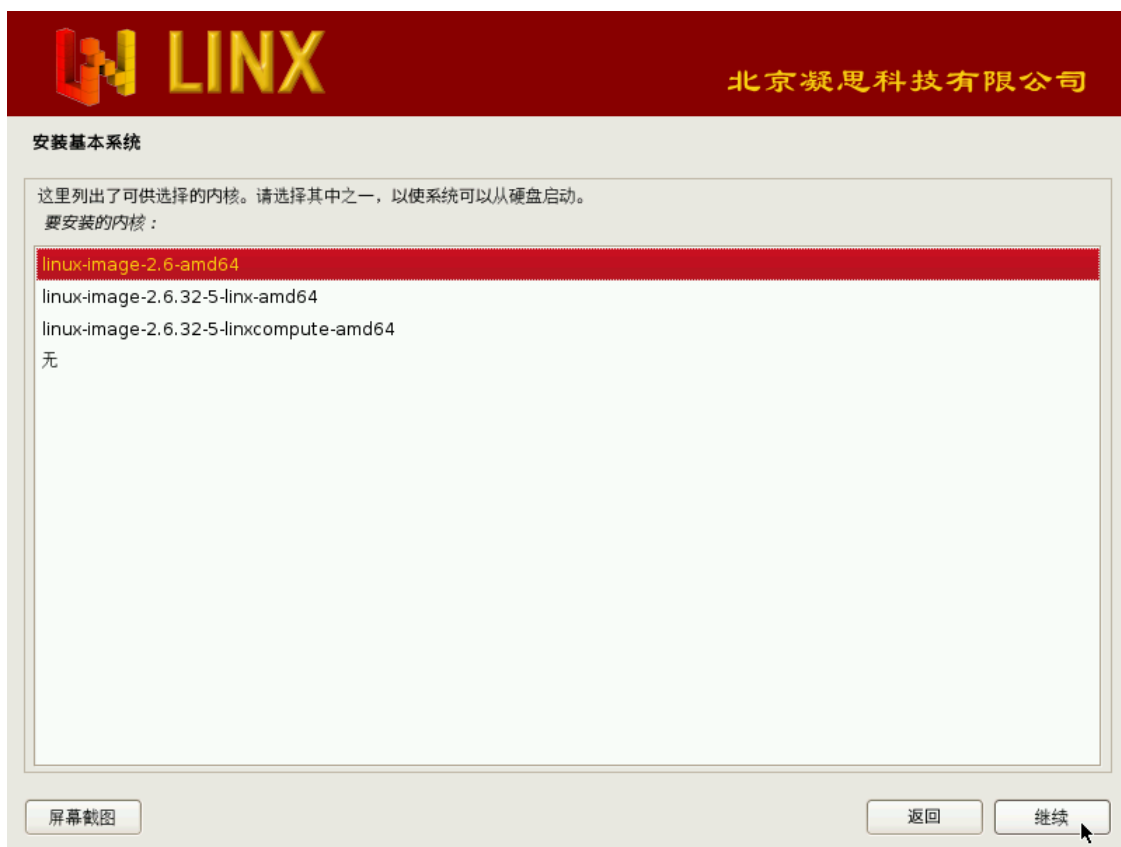 LINX
北京凝思科技有限公司
安装基本系统
这里列出了可供选择的内核。请选择其中之一，以使系统可以从硬盘启动。
要安装的内核：
linux-image-2.6-amd64
linux-image-2.6.32-5-linx-amd64
linux-image-2.6.32-5-linxcompute-amd64
无
屏幕截图
返回
继续